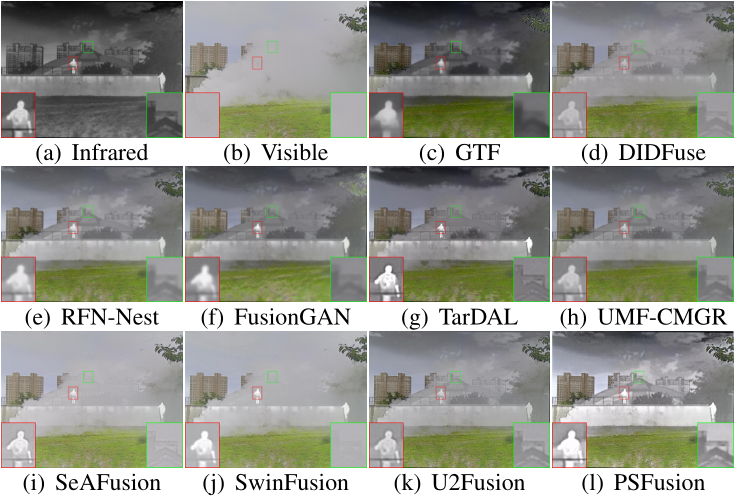 (a) Infrared
(b) Visible
(c) GTF
(d) DIDFuse
(e) RFN-Nest
(f) FusionGAN
(g) TarDAL
(h) UMF-CMGR
(i) SeAFusion
(j) SwinFusion
(k) U2Fusion
(l) PSFusion